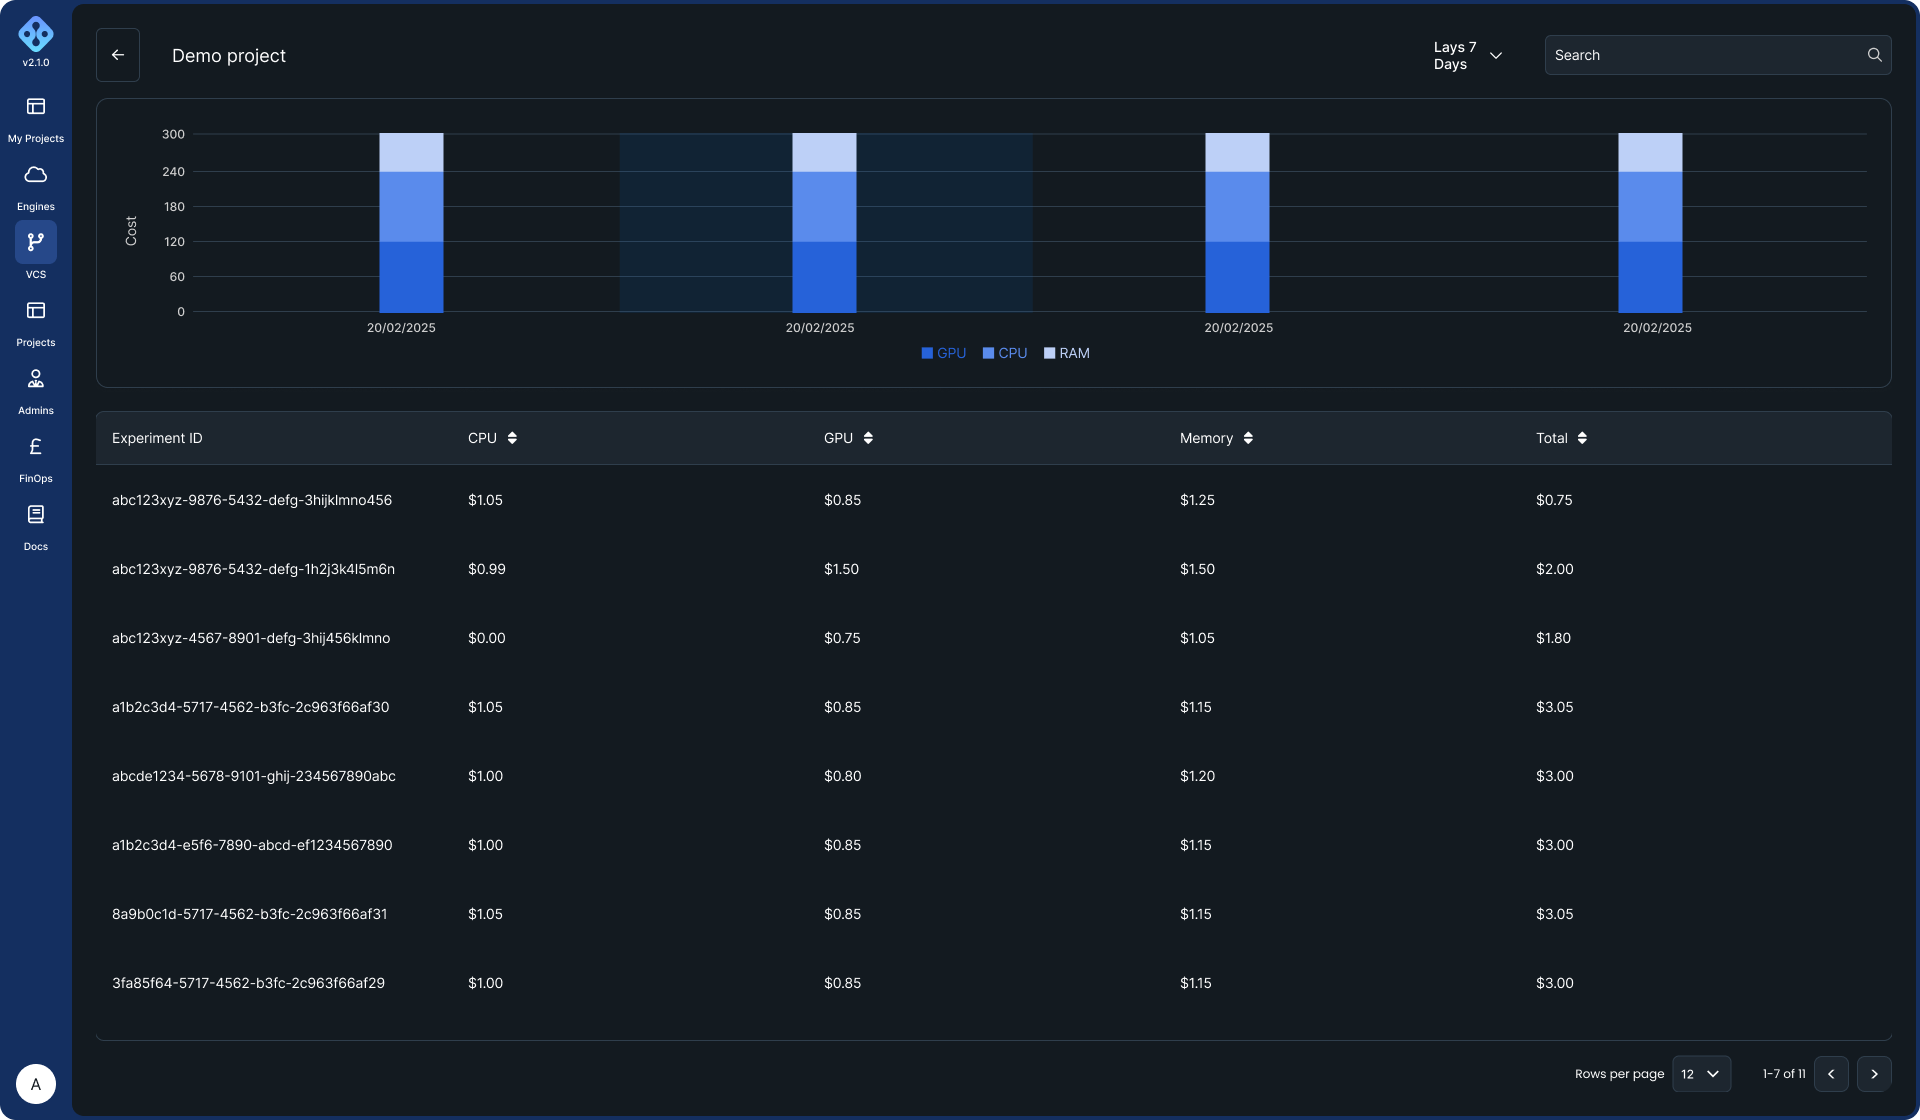 v2.1.0
My Projects
Engines
VCS
Projects
Admins
FinOps
Docs
A
Demo project
Lays 7
Days
Search
Cost
300
240
180
120
60
0
20/02/2025 20/02/2025 20/02/2025 20/02/2025
GPU CPU RAM
Experiment ID CPU GPU Memory Total
abc123xyz-9876-5432-defg-3hijklmno456 $1.05 $0.85 $1.25 $0.75
abc123xyz-9876-5432-defg-1h2j3k4l5m6n $0.99 $1.50 $1.50 $2.00
abc123xyz-4567-8901-defg-3hij456klmno $0.00 $0.75 $1.05 $1.80
a1b2c3d4-5717-4562-b3fc-2c963f66af30 $1.05 $0.85 $1.15 $3.05
abcde1234-5678-9101-ghij-234567890abc $1.00 $0.80 $1.20 $3.00
a1b2c3d4-e5f6-7890-abcd-ef1234567890 $1.00 $0.85 $1.15 $3.00
8a9b0c1d-5717-4562-b3fc-2c963f66af31 $1.05 $0.85 $1.15 $3.05
3fa85f64-5717-4562-b3fc-2c963f66af29 $1.00 $0.85 $1.15 $3.00
Rows per page 12 1-7 of 11